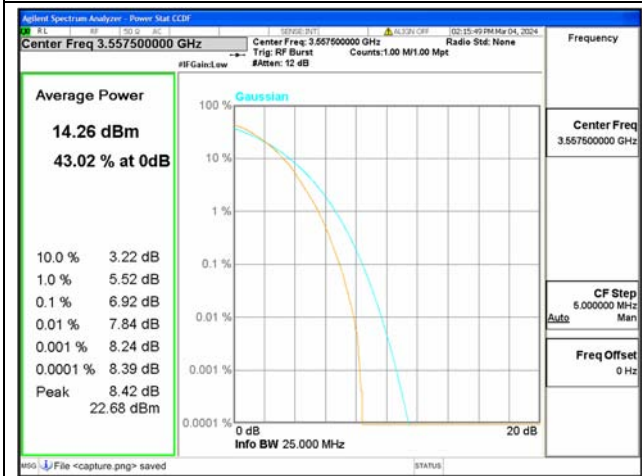 Agilent Spectrum Analyzer - Power Stat CCDF
RL RF 50 Ω AC SENSE:INT ALIGN OFF 02:15:49 PM Mar 04, 2024
Center Freq 3.557500000 GHz
Center Freq: 3.557500000 GHz Radio Std: None
Trig: RF Burst Counts:1.00 M/1.00 Mpt
#IFGain:Low #Atten: 12 dB
Frequency
Average Power
14.26 dBm
43.02 % at 0dB
10.0 % 3.22 dB
1.0 % 5.52 dB
0.1 % 6.92 dB
0.01 % 7.84 dB
0.001 % 8.24 dB
0.0001 % 8.39 dB
Peak 8.42 dB
22.68 dBm
Gaussian
100 %
10 %
1 %
0.1 %
0.01 %
0.001 %
0.0001 %
0 dB 20 dB
Info BW 25.000 MHz
Center Freq
3.557500000 GHz
CF Step
5.000000 MHz
Auto Man
Freq Offset
0 Hz
MSG File <capture.png> saved STATUS